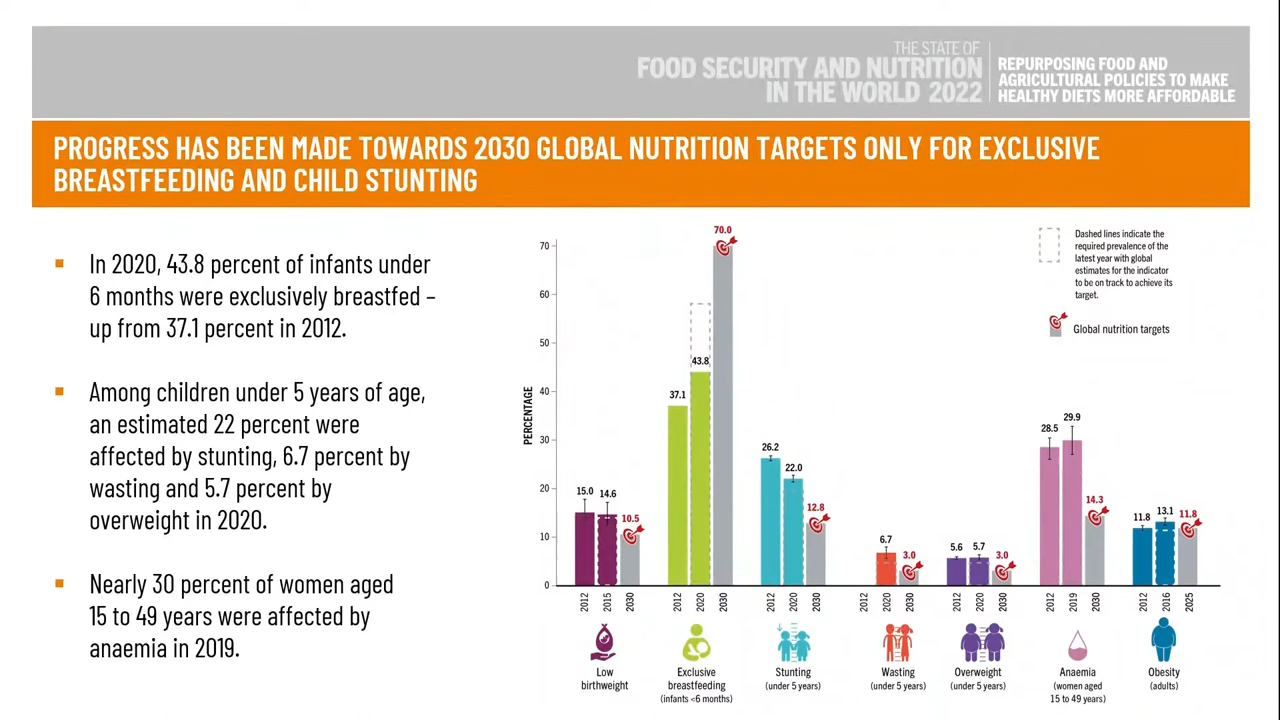 THE STATE OF
FOOD SECURITY AND NUTRITION
IN THE WORLD 2022
REPURPOSING FOOD AND
AGRICULTURAL POLICIES TO MAKE
HEALTHY DIETS MORE AFFORDABLE
PROGRESS HAS BEEN MADE TOWARDS 2030 GLOBAL NUTRITION TARGETS ONLY FOR EXCLUSIVE
BREASTFEEDING AND CHILD STUNTING
In 2020, 43.8 percent of infants under
6 months were exclusively breastfed –
up from 37.1 percent in 2012.
Among children under 5 years of age,
an estimated 22 percent were
affected by stunting, 6.7 percent by
wasting and 5.7 percent by
overweight in 2020.
Nearly 30 percent of women aged
15 to 49 years were affected by
anaemia in 2019.
PERCENTAGE
70
60
50
40
30
20
10
0
15.0
14.6
10.5
37.1
43.8
70.0
26.2
22.0
12.8
6.7
3.0
5.6
5.7
3.0
28.5
29.9
14.3
11.8
13.1
11.8
2012
2015
2030
2012
2020
2030
2012
2020
2030
2012
2020
2030
2012
2020
2030
2012
2019
2030
2012
2016
2025
Low
birthweight
Exclusive
breastfeeding
(infants <6 months)
Stunting
(under 5 years)
Wasting
(under 5 years)
Overweight
(under 5 years)
Anaemia
(women aged
15 to 49 years)
Obesity
(adults)
Dashed lines indicate the
required prevalence of the
latest year with global
estimates for the indicator
to be on track to achieve its
target.
Global nutrition targets